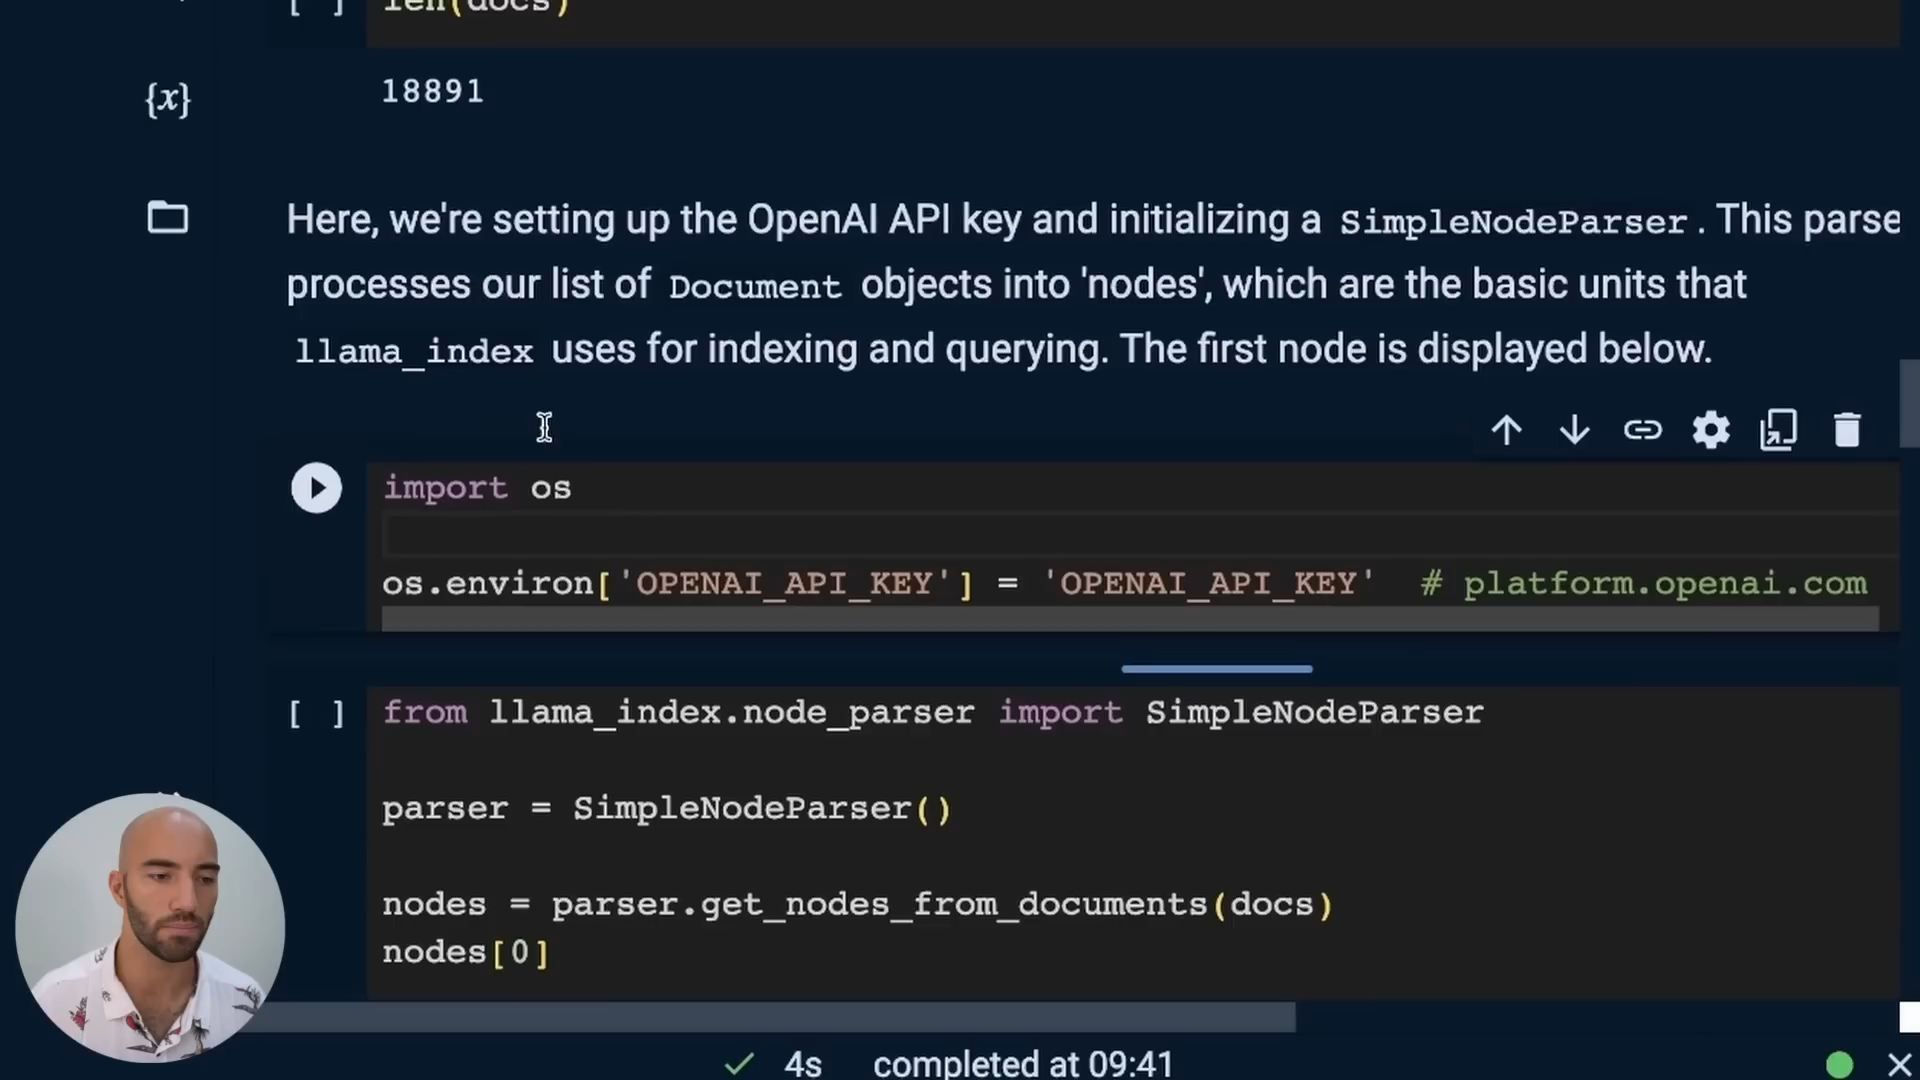 [ ] len(docs)
{x} 18891
Here, we're setting up the OpenAI API key and initializing a SimpleNodeParser. This parse
processes our list of Document objects into 'nodes', which are the basic units that
llama_index uses for indexing and querying. The first node is displayed below.
import os
os.environ['OPENAI_API_KEY'] = 'OPENAI_API_KEY'  # platform.openai.com
[ ] from llama_index.node_parser import SimpleNodeParser
parser = SimpleNodeParser()
nodes = parser.get_nodes_from_documents(docs)
nodes[0]
4s completed at 09:41